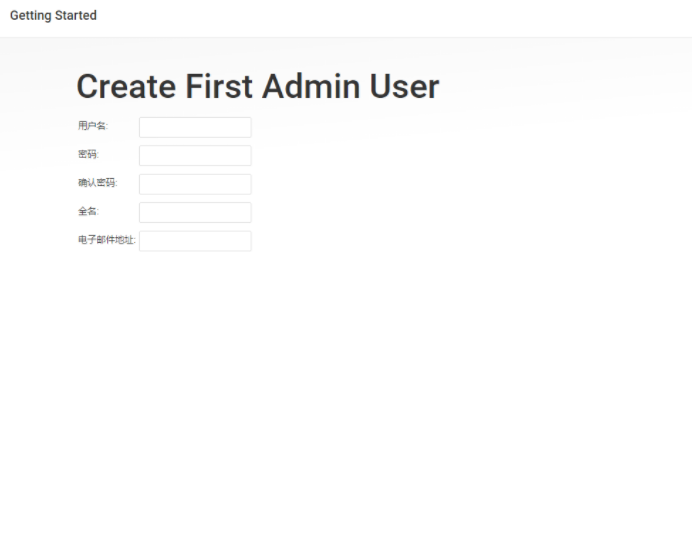 Getting Started
Create First Admin User
用户名:
密码:
确认密码:
全名:
电子邮件地址: